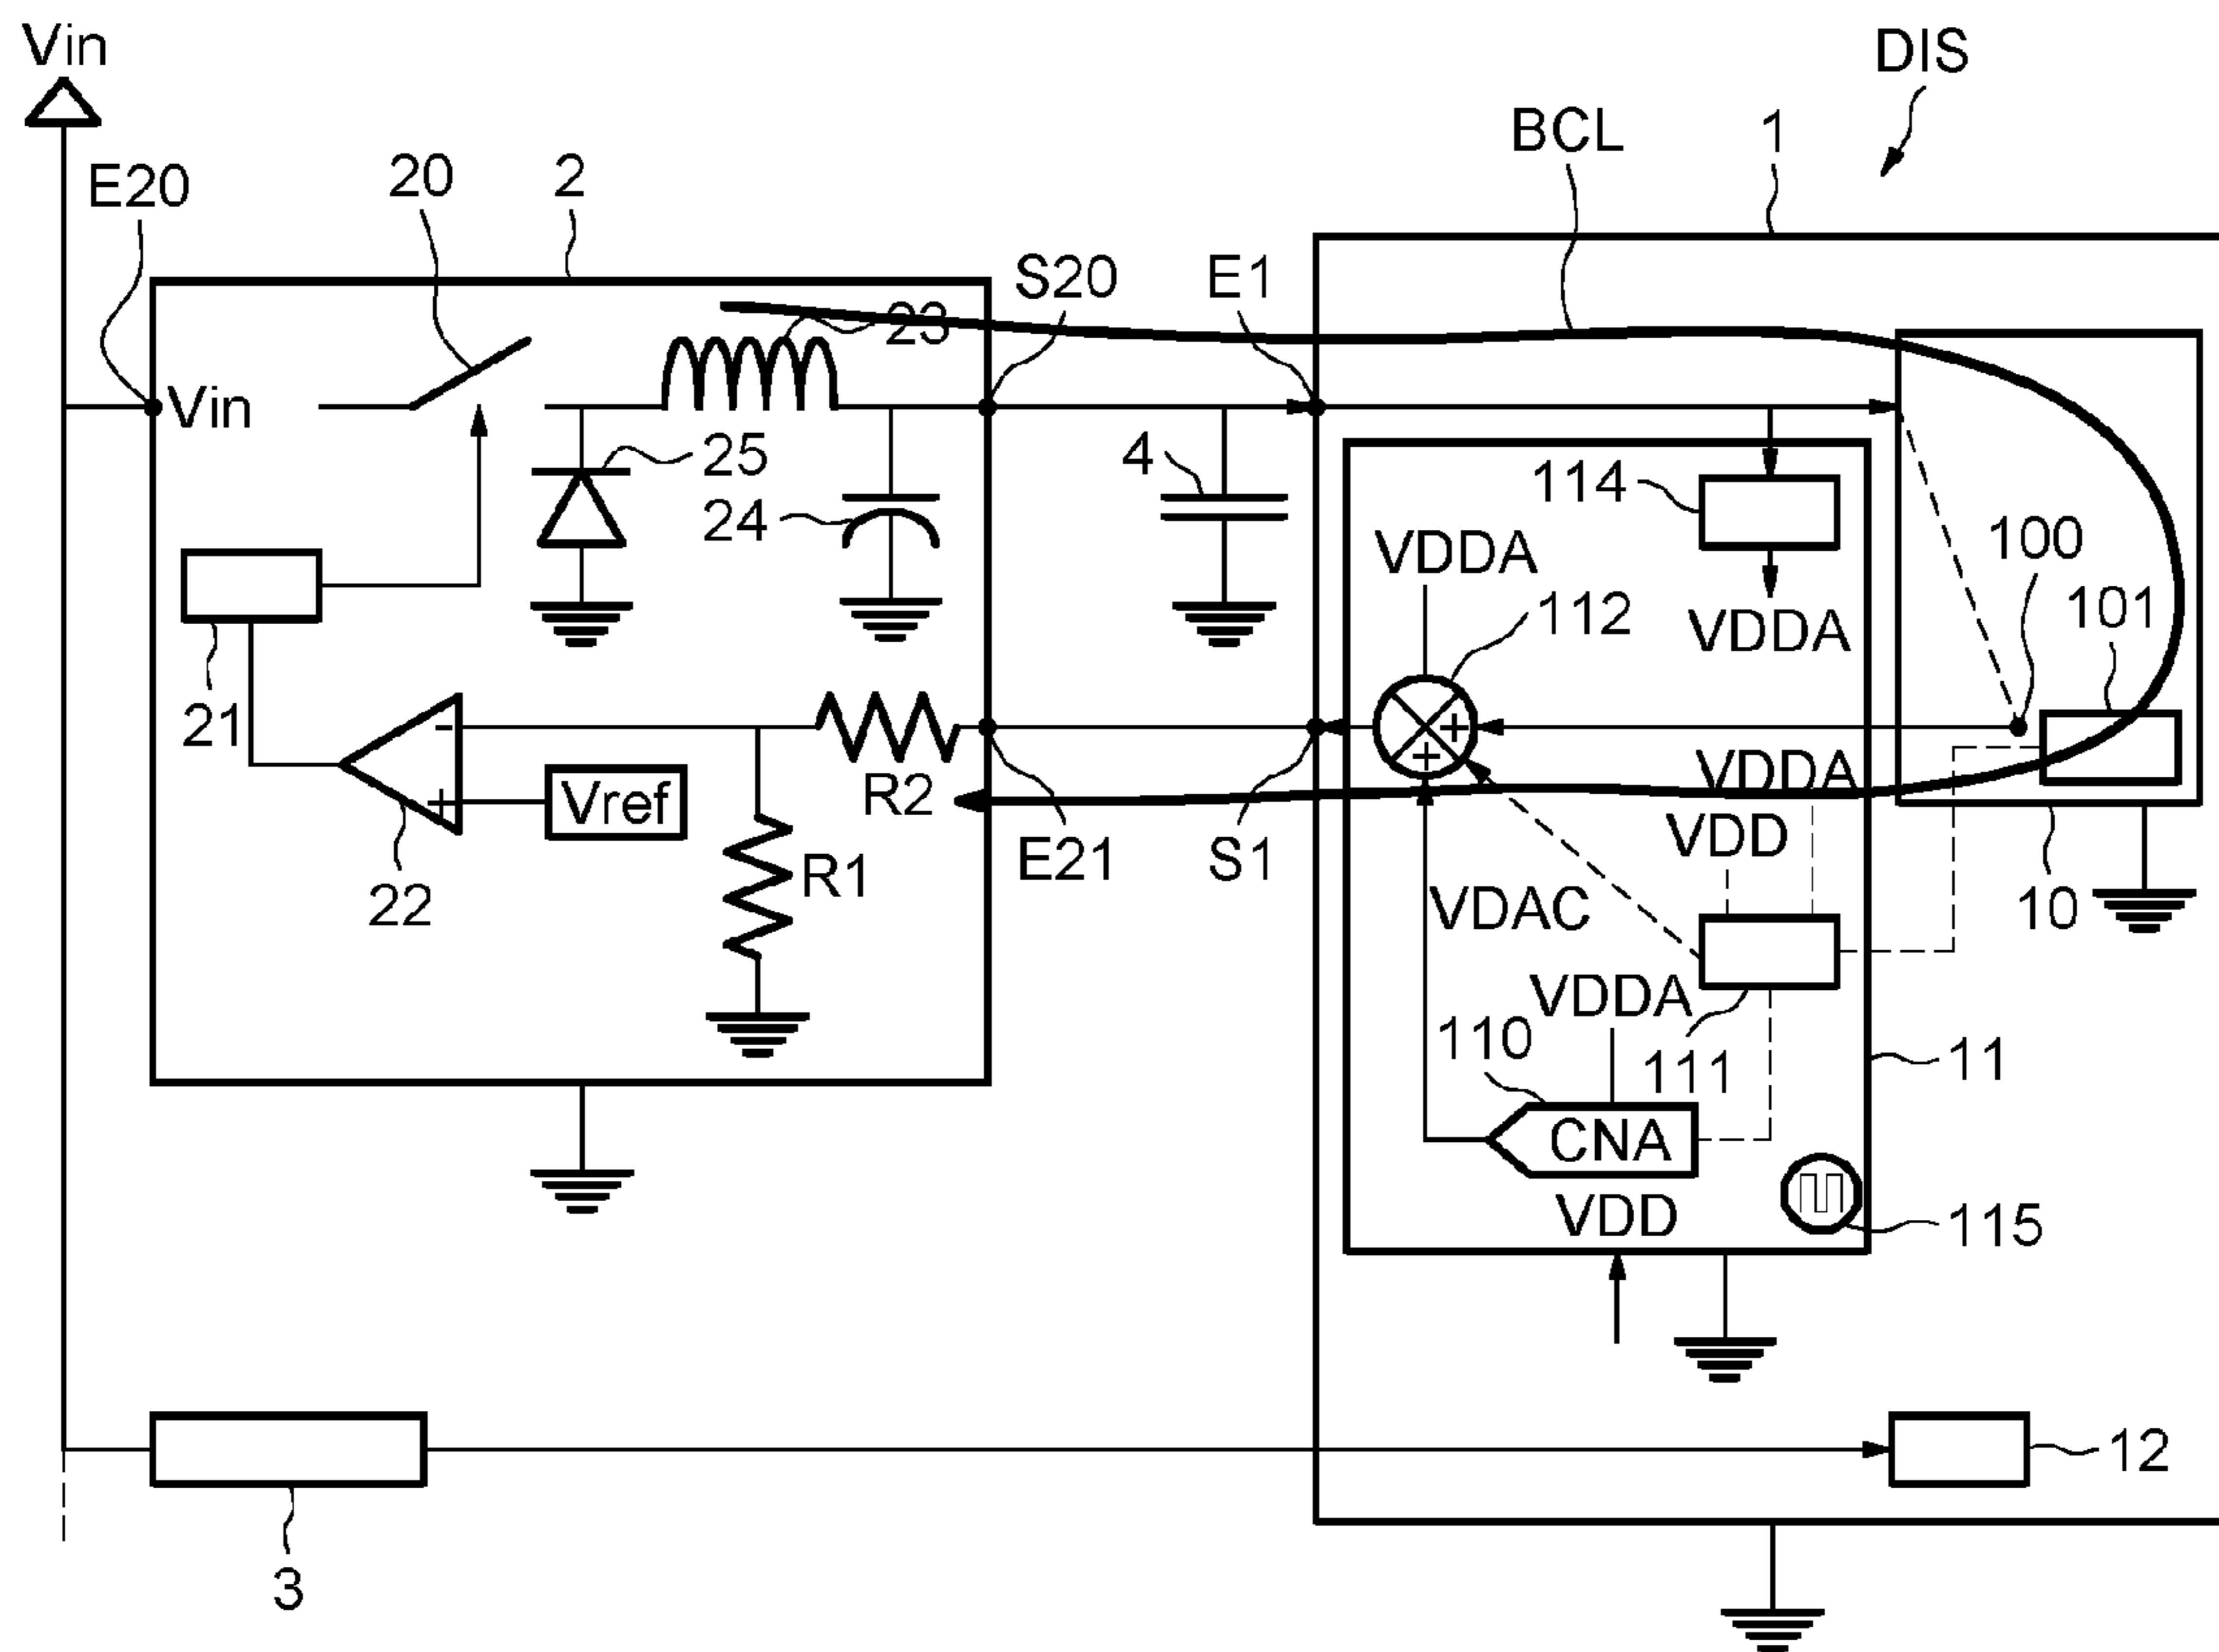 Vin
DIS
BCL
1
E20
20
2
S20
E1
23
Vin
25
4
114
24
VDDA
100
112
101
VDDA
21
-
+
VDDA
R2
Vref
+
+
VDD
E21
S1
R1
22
VDAC
10
VDDA
110
111
11
CNA
VDD
115
12
3